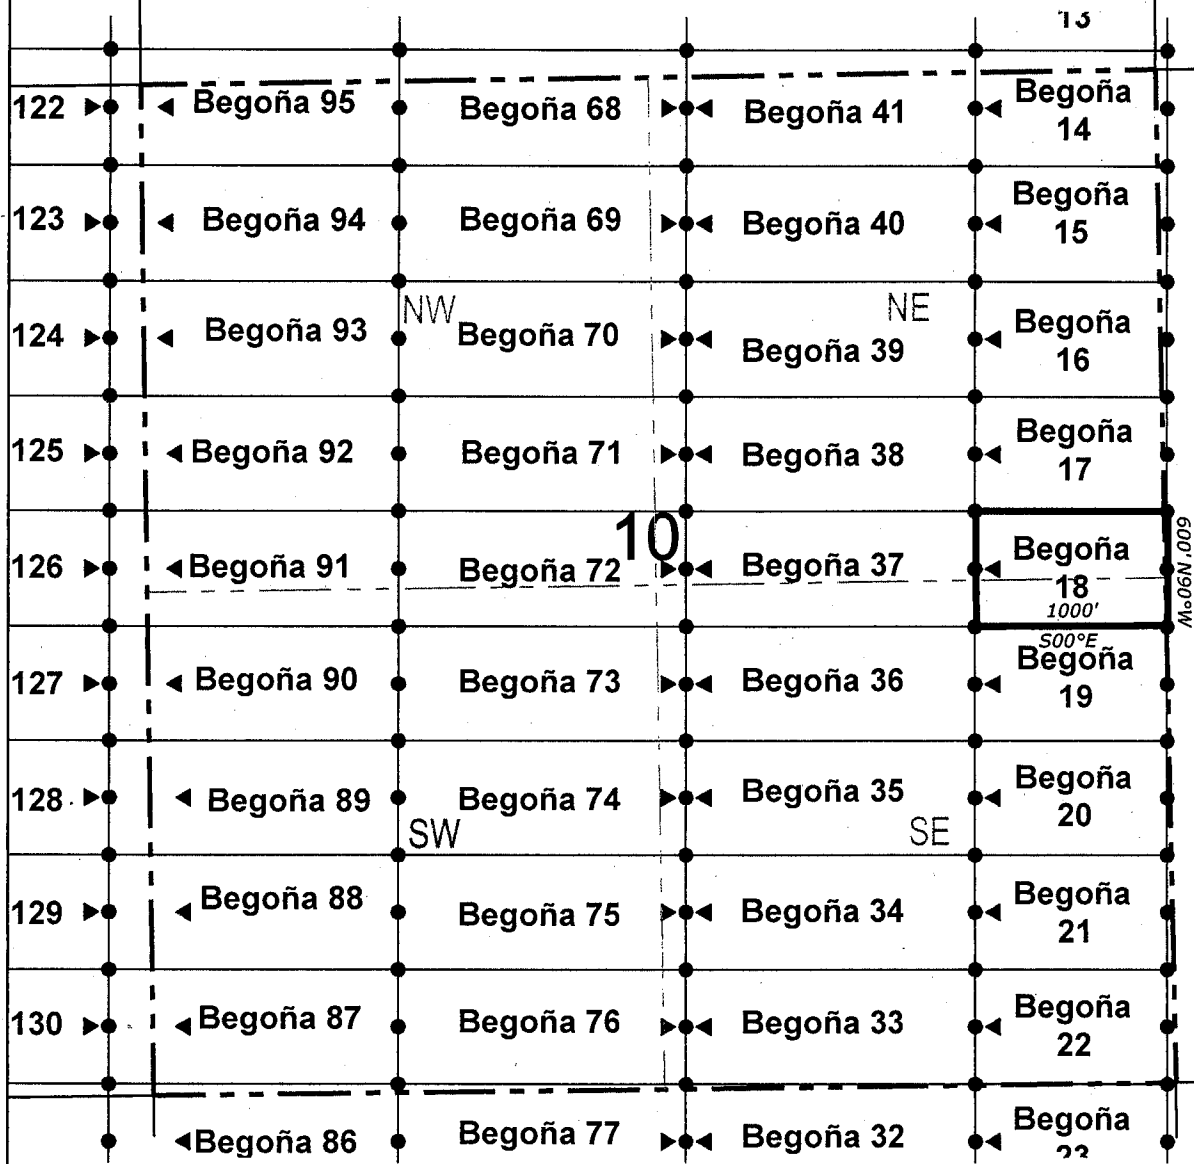 13
122 Begoña 95 Begoña 68 Begoña 41 Begoña
14
123 Begoña 94 Begoña 69 Begoña 40 Begoña
15
NW NE
124 Begoña 93 Begoña 70 Begoña 39 Begoña
16
125 Begoña 92 Begoña 71 Begoña 38 Begoña
17
10
126 Begoña 91 Begoña 72 Begoña 37 Begoña
18
1000'
600' N90°W
S00°E
127 Begoña 90 Begoña 73 Begoña 36 Begoña
19
128 Begoña 89 Begoña 74 Begoña 35 Begoña
20
SW SE
129 Begoña 88 Begoña 75 Begoña 34 Begoña
21
130 Begoña 87 Begoña 76 Begoña 33 Begoña
22
Begoña 86 Begoña 77 Begoña 32 Begoña
23